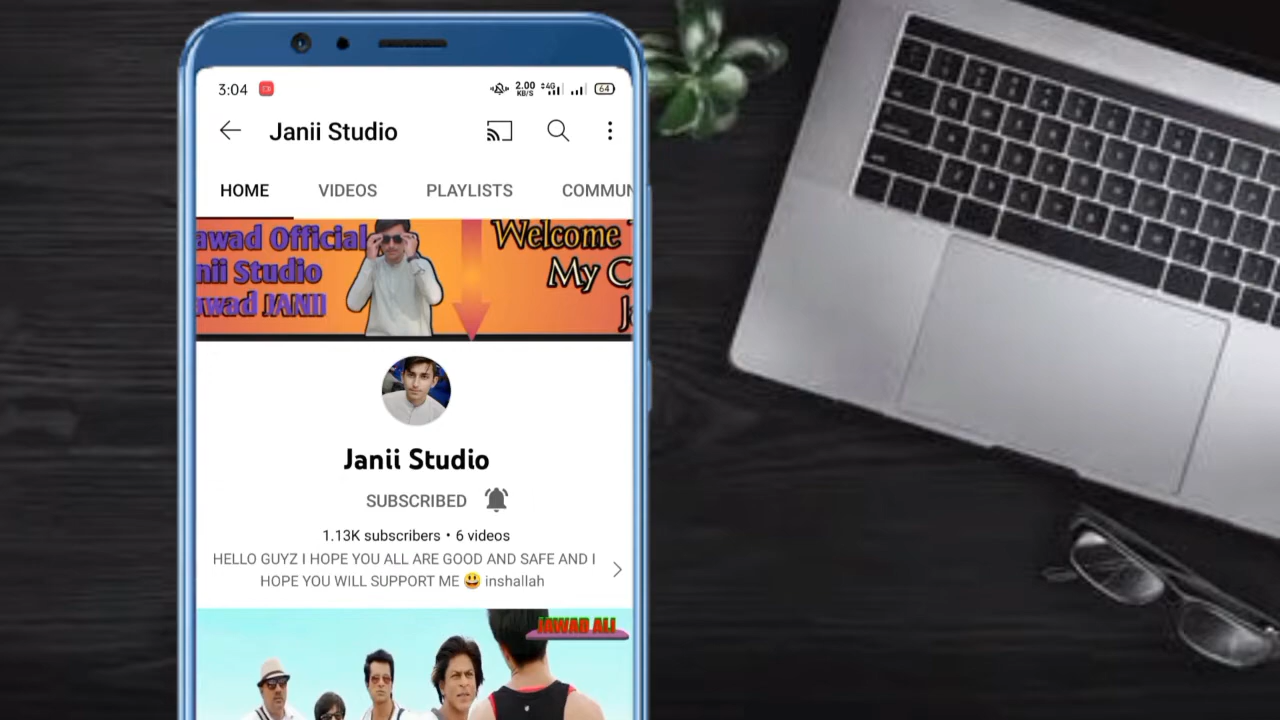 3:04
2.00
KB/S
4G
64
Janii Studio
HOME VIDEOS PLAYLISTS COMMUN
awad Official
nii Studio
wad JANII
Welcome
My C
J
Janii Studio
SUBSCRIBED
1.13K subscribers • 6 videos
HELLO GUYZ I HOPE YOU ALL ARE GOOD AND SAFE AND I
HOPE YOU WILL SUPPORT ME 😃 inshallah
JAWAD ALI